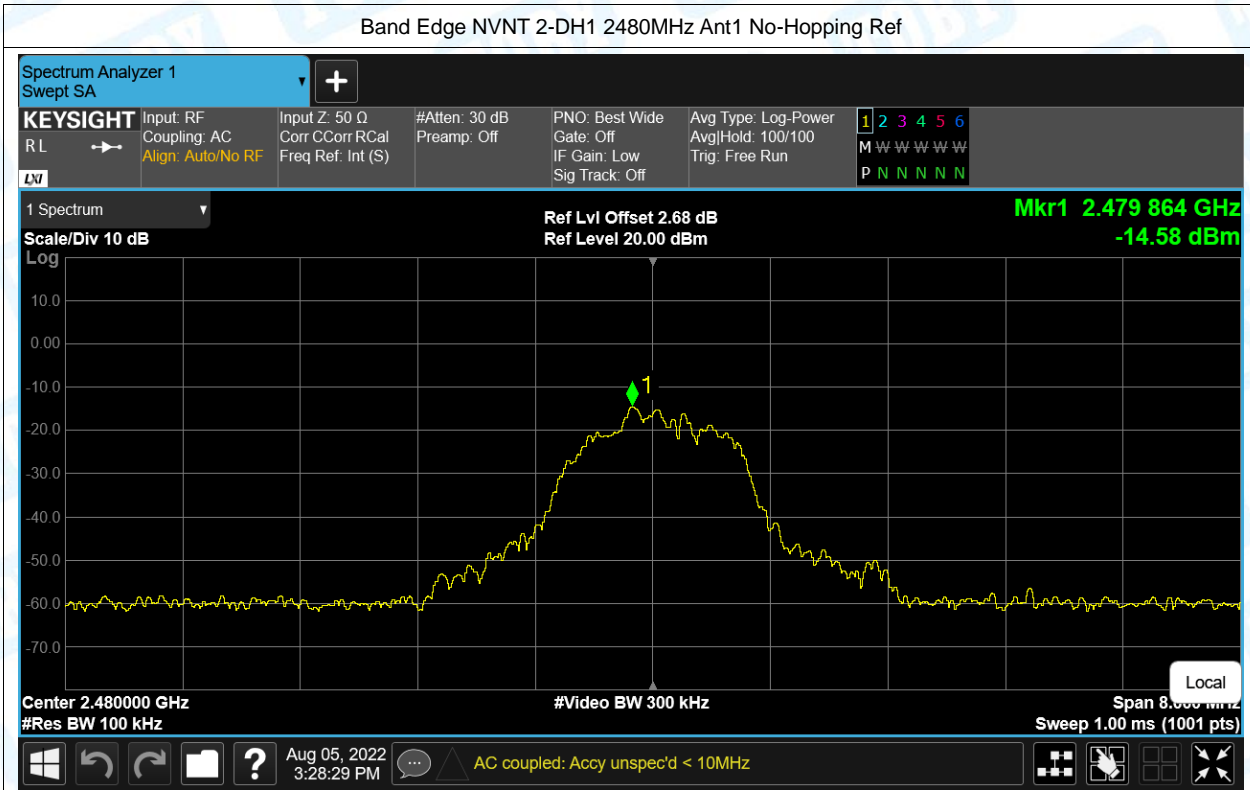 Band Edge NVNT 2-DH1 2480MHz Ant1 No-Hopping Ref
Spectrum Analyzer 1
Swept SA
KEYSIGHT
RL
LXI
Input: RF
Coupling: AC
Align: Auto/No RF
Input Z: 50 Ω
Corr CCorr RCal
Freq Ref: Int (S)
#Atten: 30 dB
Preamp: Off
PNO: Best Wide
Gate: Off
IF Gain: Low
Sig Track: Off
Avg Type: Log-Power
Avg|Hold: 100/100
Trig: Free Run
1 2 3 4 5 6
M W W W W W
P N N N N N
1 Spectrum
Scale/Div 10 dB
Ref Lvl Offset 2.68 dB
Ref Level 20.00 dBm
Mkr1 2.479 864 GHz
-14.58 dBm
Log
10.0
0.00
-10.0
-20.0
-30.0
-40.0
-50.0
-60.0
-70.0
1
Local
Center 2.480000 GHz
#Res BW 100 kHz
#Video BW 300 kHz
Span 8.000 MHz
Sweep 1.00 ms (1001 pts)
?
Aug 05, 2022
3:28:29 PM
AC coupled: Accy unspec'd < 10MHz